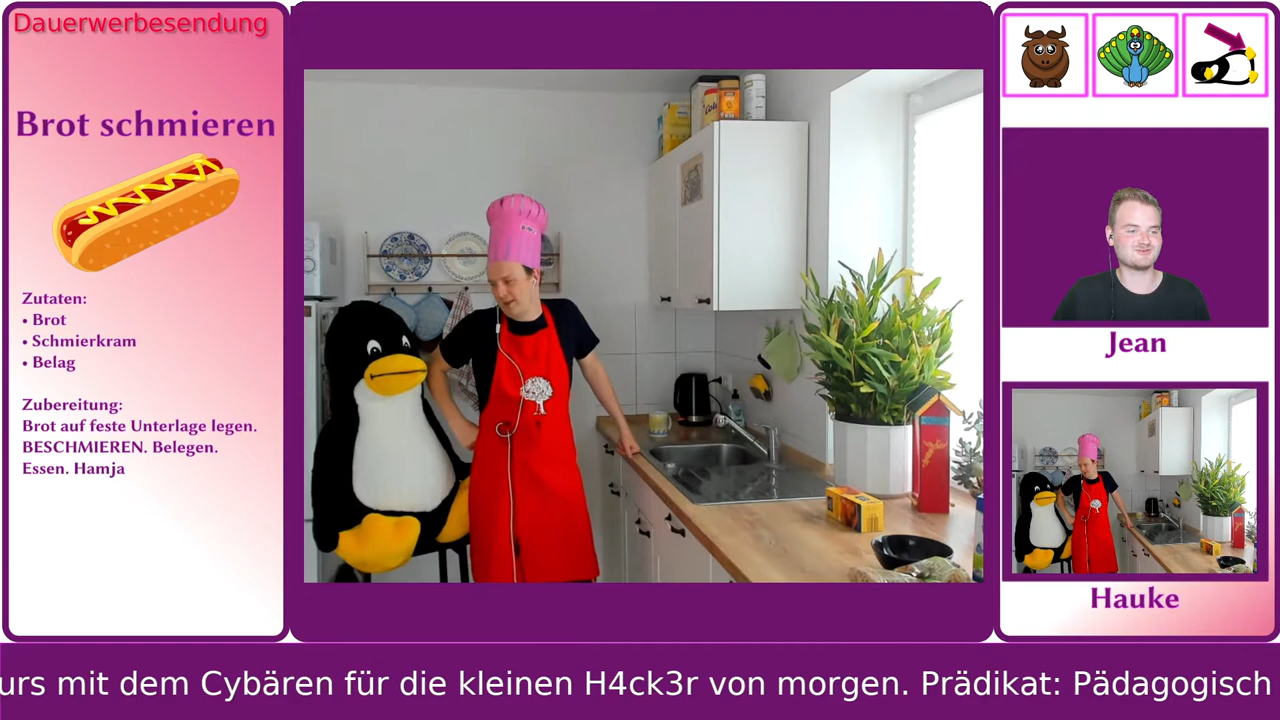 Dauerwerbesendung
Brot schmieren
Zutaten:
• Brot
• Schmierkram
• Belag
Zubereitung:
Brot auf feste Unterlage legen.
BESCHMIEREN. Belegen.
Essen. Hamja
Jean
Hauke
urs mit dem Cybären für die kleinen H4ck3r von morgen. Prädikat: Pädagogisch